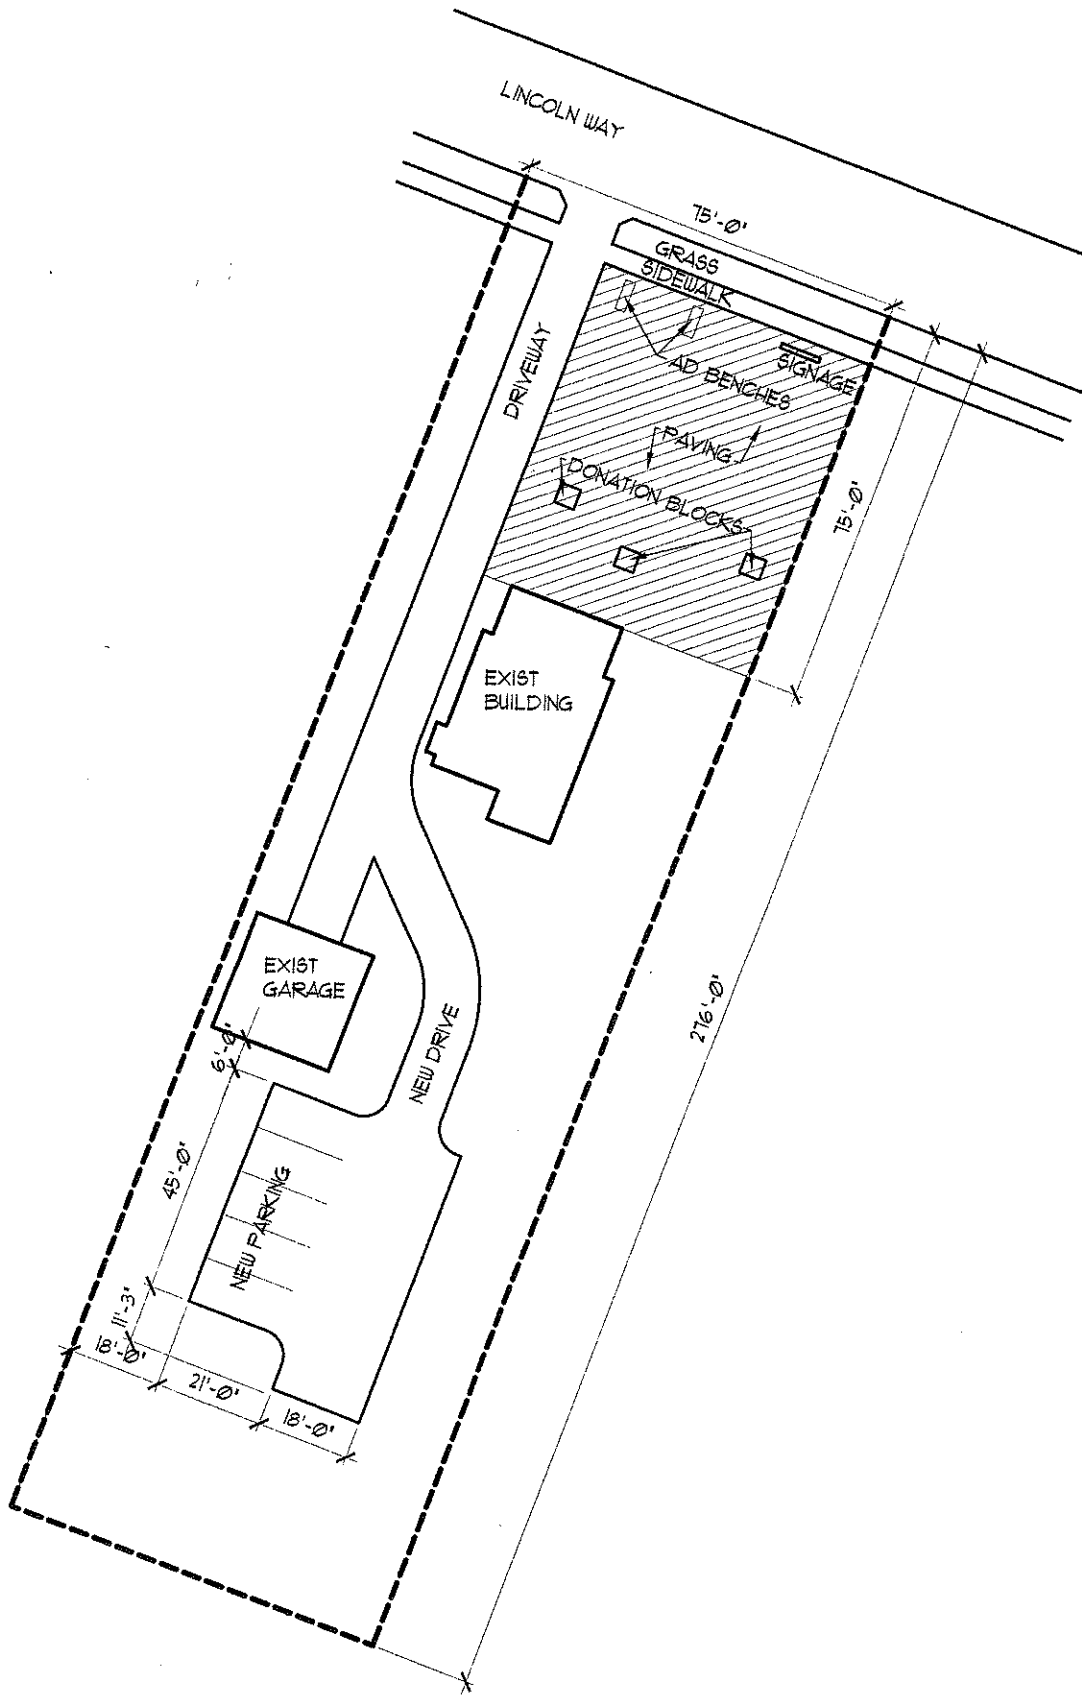 LINCOLN WAY
75'-0"
GRASS
SIDEWALK
DRIVEWAY
AD BENCHES
SIGNAGE
PAVING
DONATION BLOCKS
75'-0"
EXIST
BUILDING
EXIST
GARAGE
276'-0"
6'-0"
NEW DRIVE
45'-0"
NEW PARKING
11'-3"
18'-0"
21'-0"
18'-0"